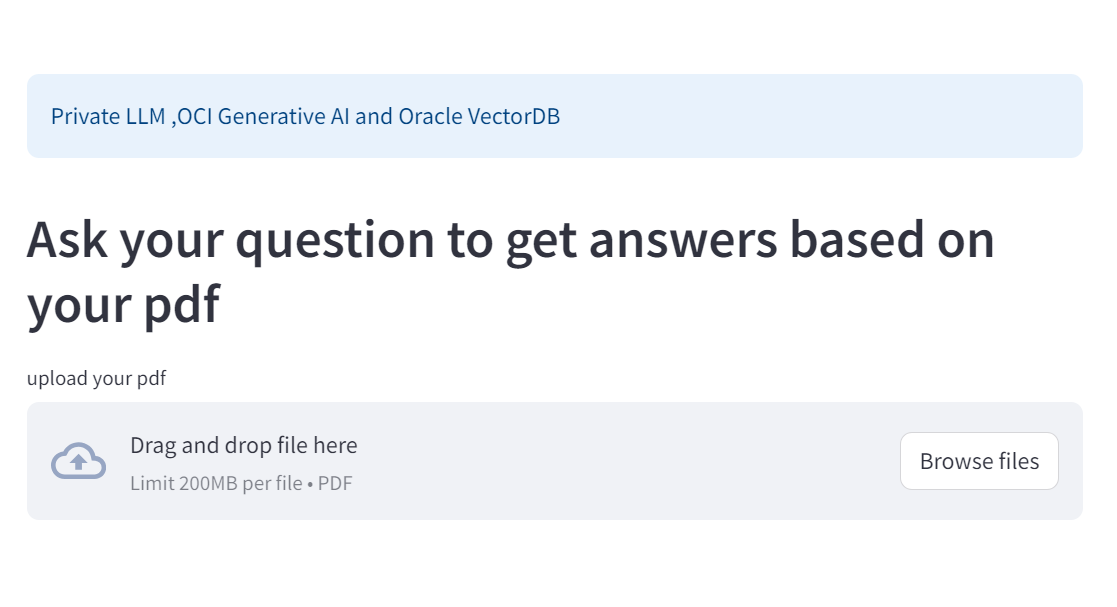 Private LLM ,OCI Generative AI and Oracle VectorDB
Ask your question to get answers based on
your pdf
upload your pdf
Drag and drop file here
Limit 200MB per file • PDF
Browse files